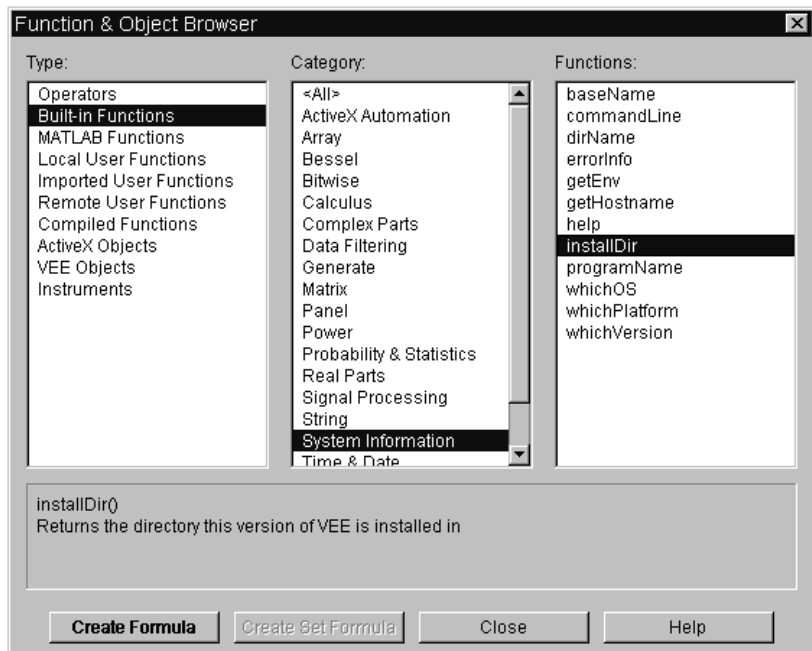 Function & Object Browser
Type:
Operators
Built-in Functions
MATLAB Functions
Local User Functions
Imported User Functions
Remote User Functions
Compiled Functions
ActiveX Objects
VEE Objects
Instruments
Category:
<All>
ActiveX Automation
Array
Bessel
Bitwise
Calculus
Complex Parts
Data Filtering
Generate
Matrix
Panel
Power
Probability & Statistics
Real Parts
Signal Processing
String
System Information
Time & Date
Functions:
baseName
commandLine
dirName
errorInfo
getEnv
getHostname
help
installDir
programName
whichOS
whichPlatform
whichVersion
installDir()
Returns the directory this version of VEE is installed in
Create Formula
Create Set Formula
Close
Help